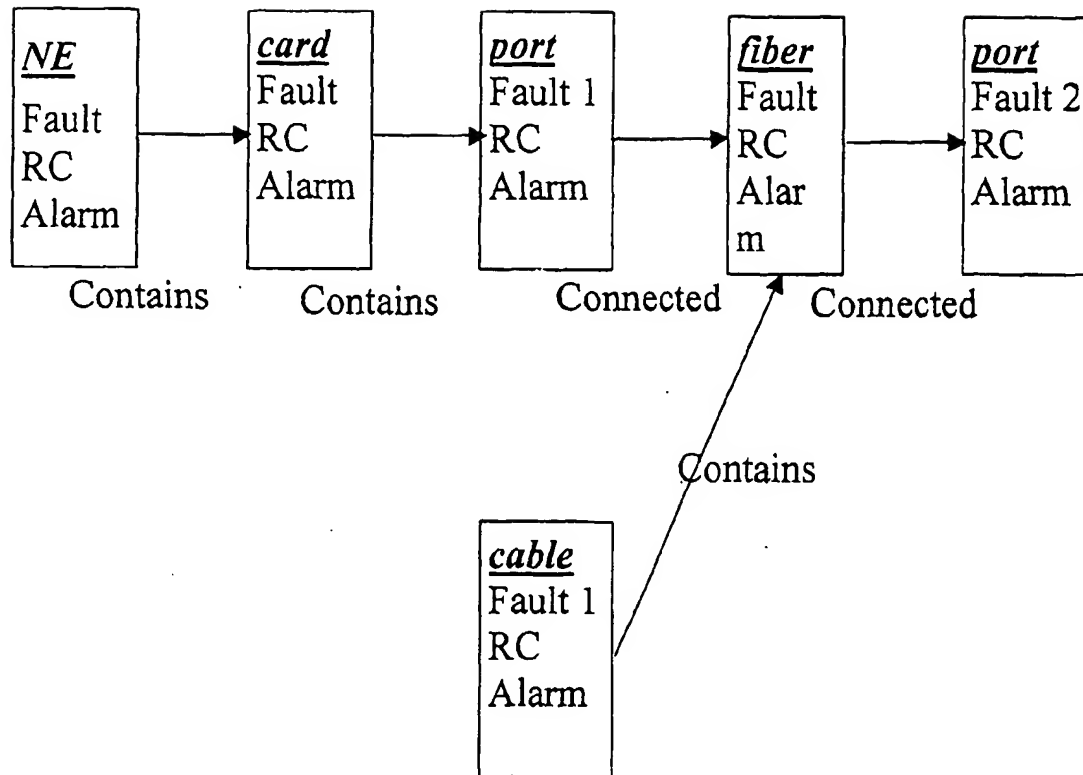 NE
Fault
RC
Alarm
card
Fault
RC
Alarm
port
Fault 1
RC
Alarm
fiber
Fault
RC
Alar
m
port
Fault 2
RC
Alarm
Contains
Contains
Connected
Connected
Contains
cable
Fault 1
RC
Alarm